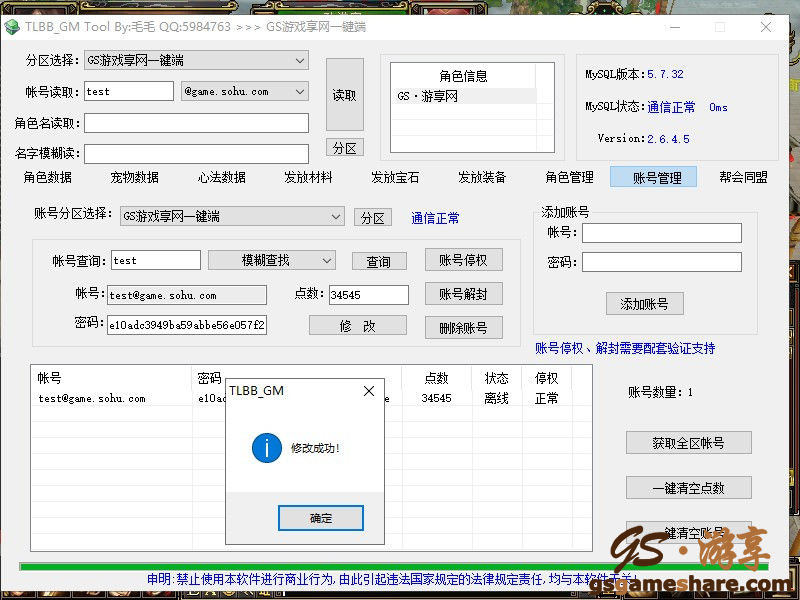 TLBB_GM Tool By:毛毛 QQ:5984763 >>> GS游戏享网一键端
分区选择: GS游戏享网一键端
帐号读取: test @game.sohu.com 读取
角色名读取:
名字模糊读: 分区
角色信息
GS·游享网
MySQL版本:5.7.32
MySQL状态:通信正常 0ms
Version:2.6.4.5
角色数据 宠物数据 心法数据 发放材料 发放宝石 发放装备 角色管理 账号管理 帮会同盟
账号分区选择: GS游戏享网一键端 分区 通信正常
帐号查询: test 模糊查找 查询 账号停权
帐号: test@game.sohu.com 点数: 34545 账号解封
密码: e10adc3949ba59abbe56e057f2 修 改 删除账号
添加账号
帐号:
密码:
添加账号
账号停权、解封需要配套验证支持
帐号 密码 点数 状态 停权
test@game.sohu.com e10ad e 34545 离线 正常
TLBB_GM
修改成功!
确定
账号数量: 1
获取全区帐号
一键清空点数
一键清空账号
申明:禁止使用本软件进行商业行为,由此引起违法国家规定的法律规定责任,均与本软件无关!
GS·游享
gsgameshare.com